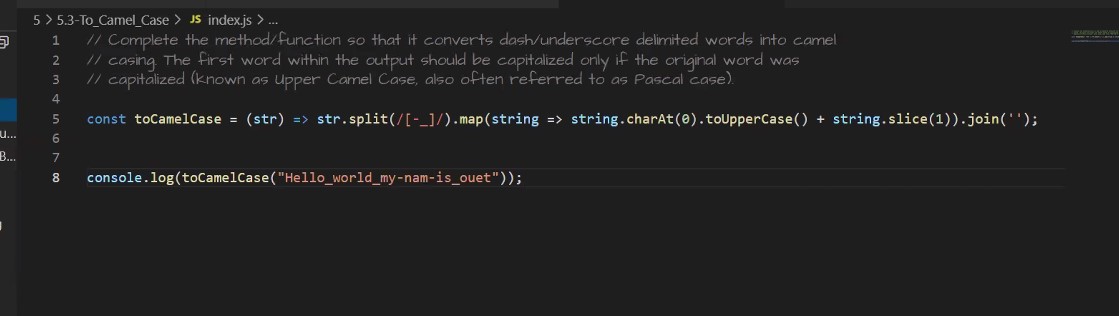 5 > 5.3-To_Camel_Case > JS index.js > ...
1 // Complete the method/function so that it converts dash/underscore delimited words into camel
2 // casing. The first word within the output should be capitalized only if the original word was
3 // capitalized (known as Upper Camel Case, also often referred to as Pascal case).
4
5 const toCamelCase = (str) => str.split(/[-_]/).map(string => string.charAt(0).toUpperCase() + string.slice(1)).join('');
6
7
8 console.log(toCamelCase("Hello_world_my-nam-is_ouet"));
u...
B...